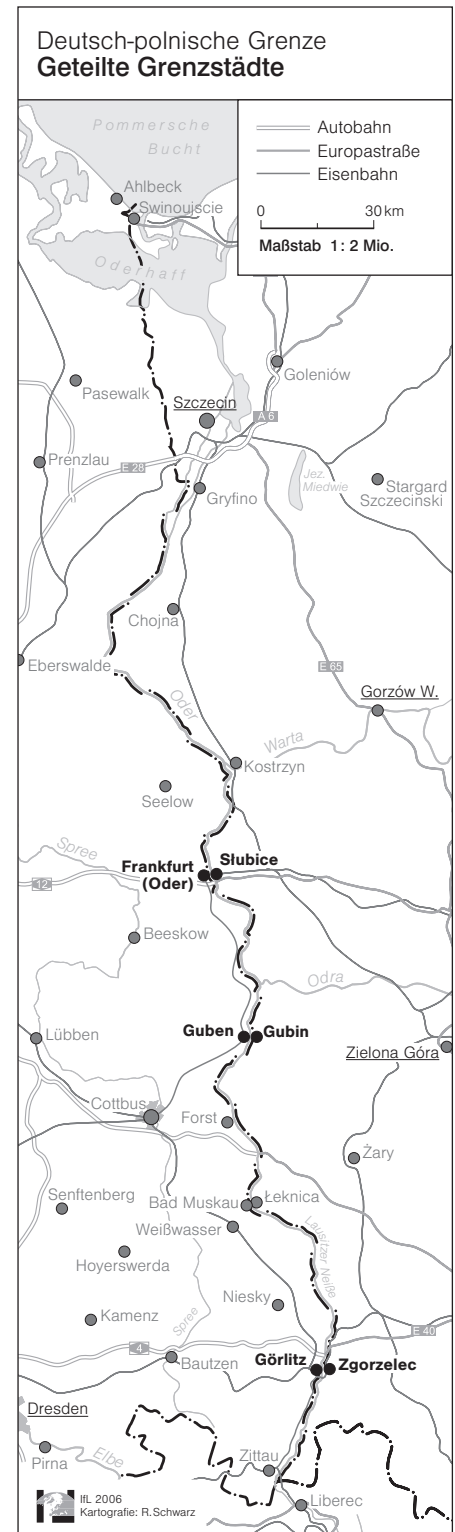 Deutsch-polnische Grenze
Geteilte Grenzstädte
Autobahn
Europastraße
Eisenbahn
0 30 km
Maßstab 1 : 2 Mio.
Pommersche
Bucht
Ahlbeck
Swinoujscie
Oderhaff
Goleniów
Pasewalk
Szczecin
A 6
Prenzlau
E 28
Jez.
Miedwie
Stargard
Szczecinski
Gryfino
Chojna
Eberswalde
E 65
Oder
Gorzów W.
Warta
Kostrzyn
Seelow
Spree
Frankfurt
(Oder)
Słubice
12
Beeskow
Odra
Guben
Gubin
Lübben
Zielona Góra
Cottbus
Forst
Żary
Senftenberg
Bad Muskau
Łeknica
Weißwasser
Lausitzer Neiße
Hoyerswerda
Niesky
Kamenz
Spree
E 40
4
Bautzen
Görlitz
Zgorzelec
Dresden
Pirna
Elbe
Zittau
Liberec
IfL 2006
Kartografie: R.Schwarz